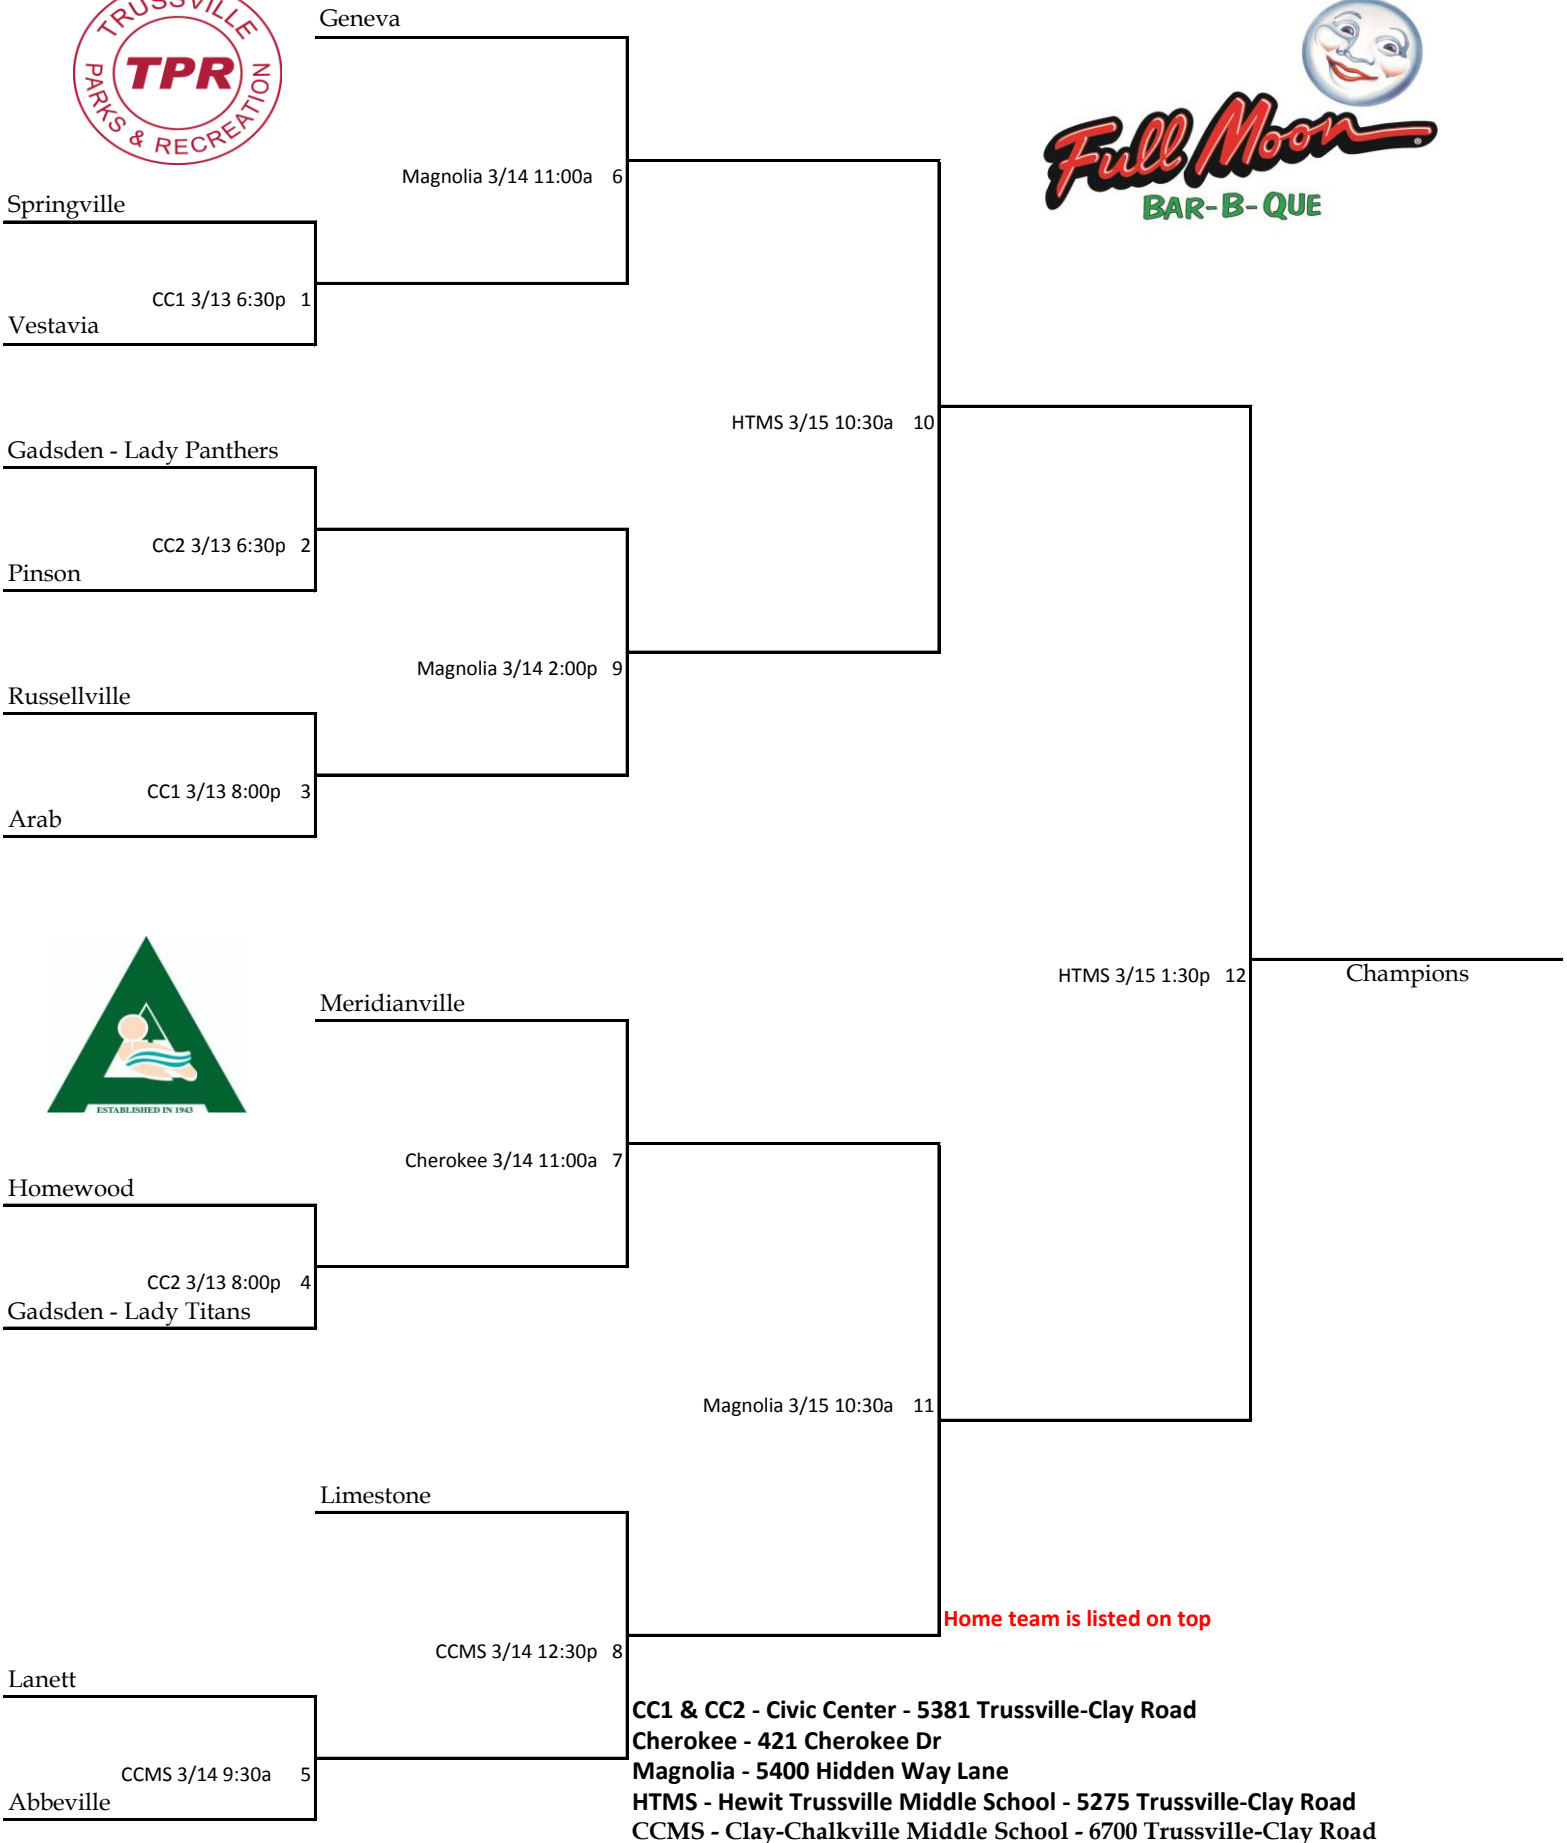 TRUSSVILLE
TPR
PARKS & RECREATION
Geneva
Full Moon
BAR-B-QUE
Magnolia 3/14 11:00a 6
Springville
CC1 3/13 6:30p 1
Vestavia
HTMS 3/15 10:30a 10
Gadsden - Lady Panthers
CC2 3/13 6:30p 2
Pinson
Magnolia 3/14 2:00p 9
Russellville
CC1 3/13 8:00p 3
Arab
HTMS 3/15 1:30p 12
Champions
Meridianville
ESTABLISHED IN 1943
Cherokee 3/14 11:00a 7
Homewood
CC2 3/13 8:00p 4
Gadsden - Lady Titans
Magnolia 3/15 10:30a 11
Limestone
Home team is listed on top
CCMS 3/14 12:30p 8
Lanett
CCMS 3/14 9:30a 5
Abbeville
CC1 & CC2 - Civic Center - 5381 Trussville-Clay Road
Cherokee - 421 Cherokee Dr
Magnolia - 5400 Hidden Way Lane
HTMS - Hewit Trussville Middle School - 5275 Trussville-Clay Road
CCMS - Clay-Chalkville Middle School - 6700 Trussville-Clay Road